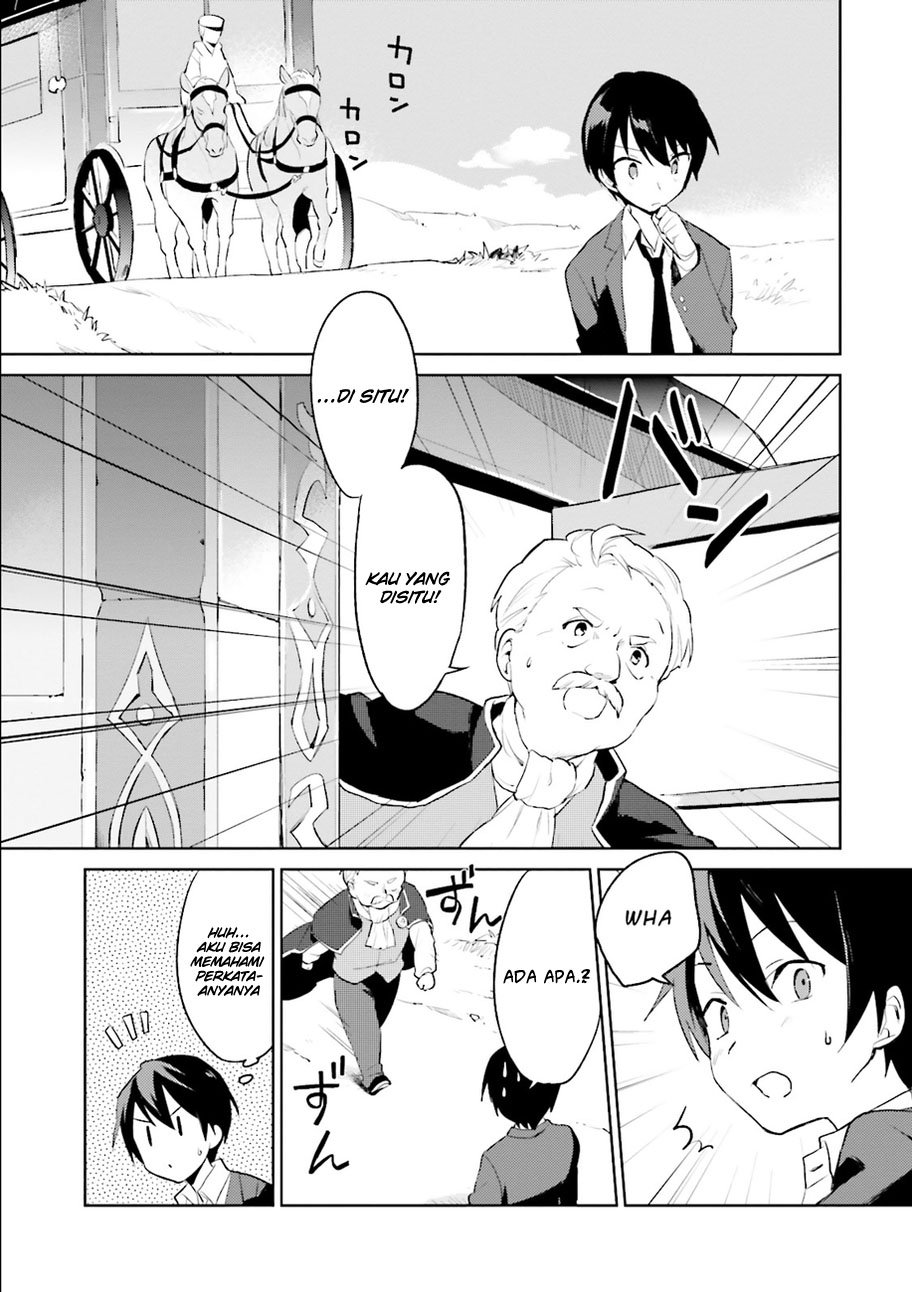 カロン
カロン
...DI SITU!
バンッ
KAU YANG
DISITU!
WHA
ADA APA.?
ずん
ずん
HUH...
AKU BISA
MEMAHAMI
PERKATA-
ANYANYA